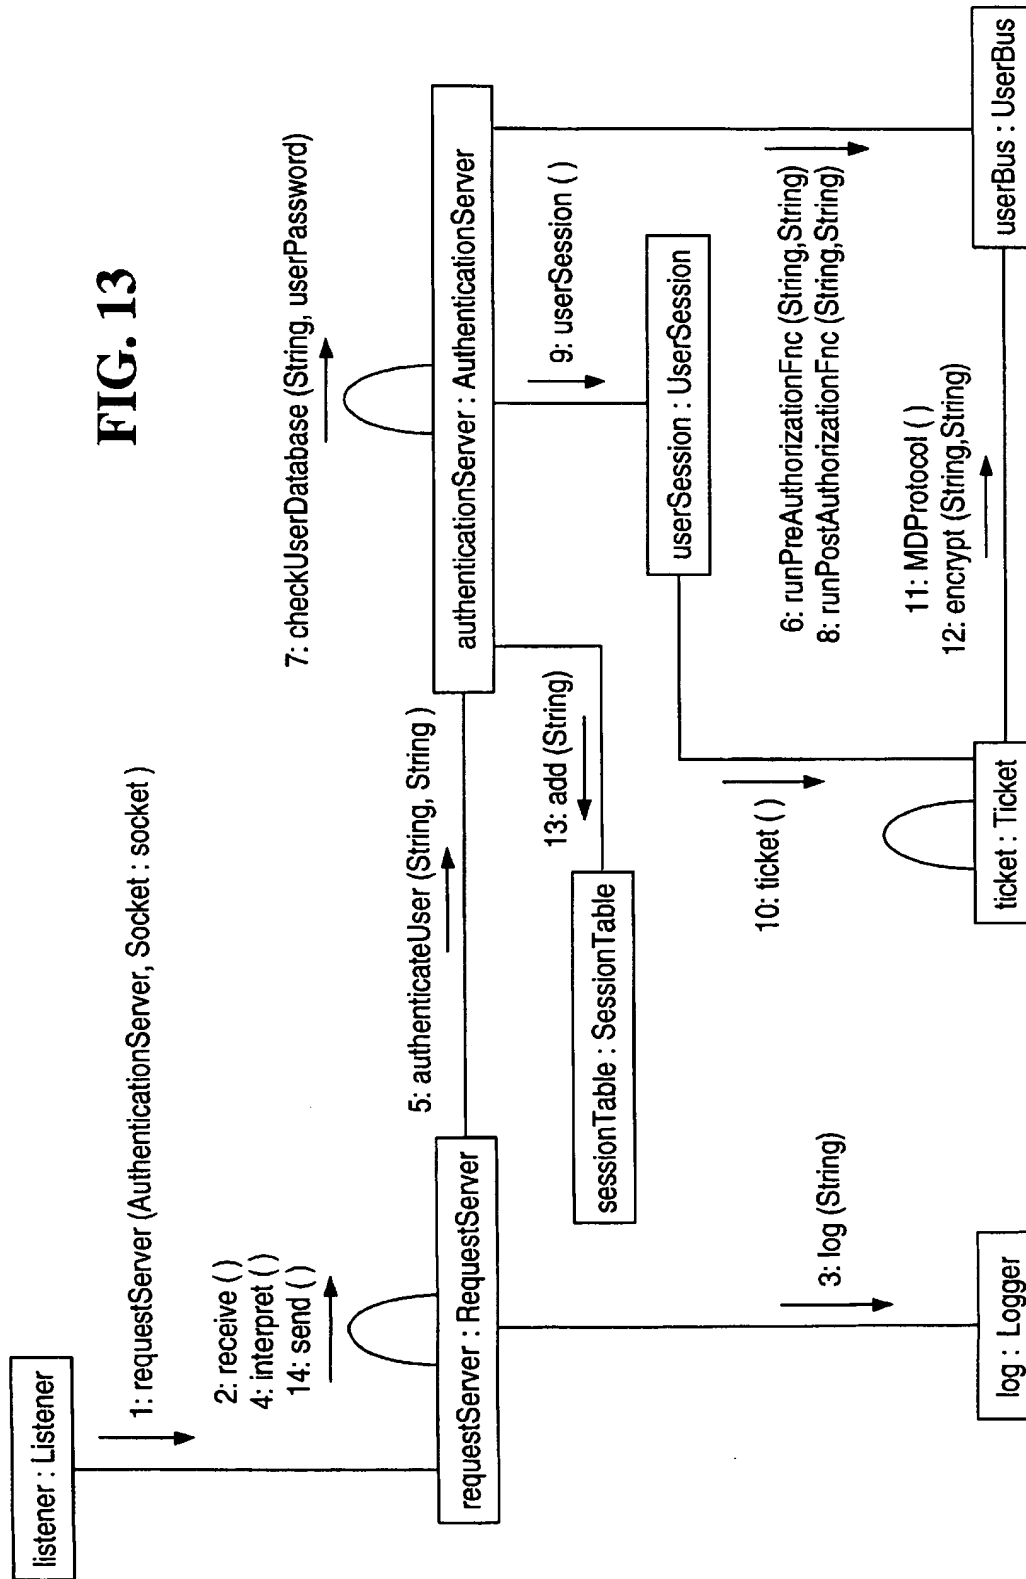 FIG. 13
listener : Listener
1: requestServer (AuthenticationServer, Socket : socket )
2: receive ( )
4: interpret ( )
14: send ( )
requestServer : RequestServer
3: log (String)
log : Logger
5: authenticateUser (String, String )
7: checkUserDatabase (String, userPassword)
authenticationServer : AuthenticationServer
13: add (String)
sessionTable : SessionTable
9: userSession ( )
userSession : UserSession
10: ticket ( )
ticket : Ticket
6: runPreAuthorizationFnc (String,String)
8: runPostAuthorizationFnc (String,String)
11: MDProtocol ( )
12: encrypt (String,String)
userBus : UserBus